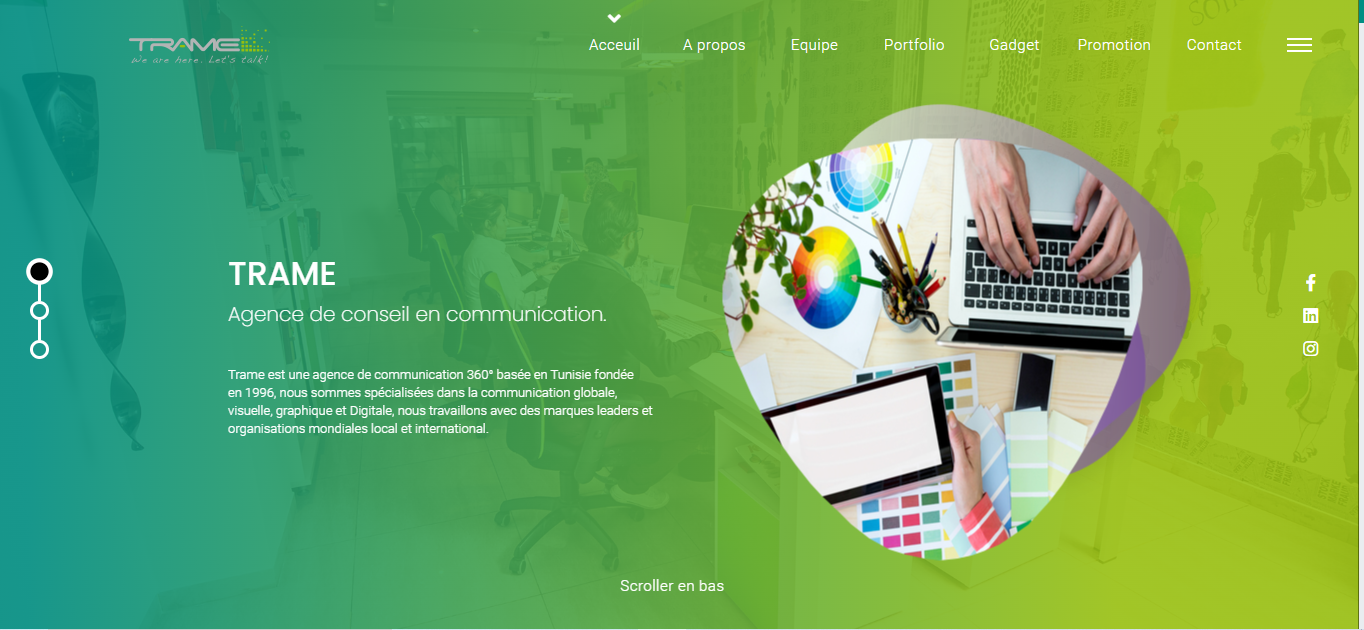 TRAME
We are here. Let's talk!
Acceuil
A propos
Equipe
Portfolio
Gadget
Promotion
Contact
TRAME
Agence de conseil en communication.
Trame est une agence de communication 360° basée en Tunisie fondée
en 1996, nous sommes spécialisées dans la communication globale,
visuelle, graphique et Digitale, nous travaillons avec des marques leaders et
organisations mondiales local et international.
Scroller en bas